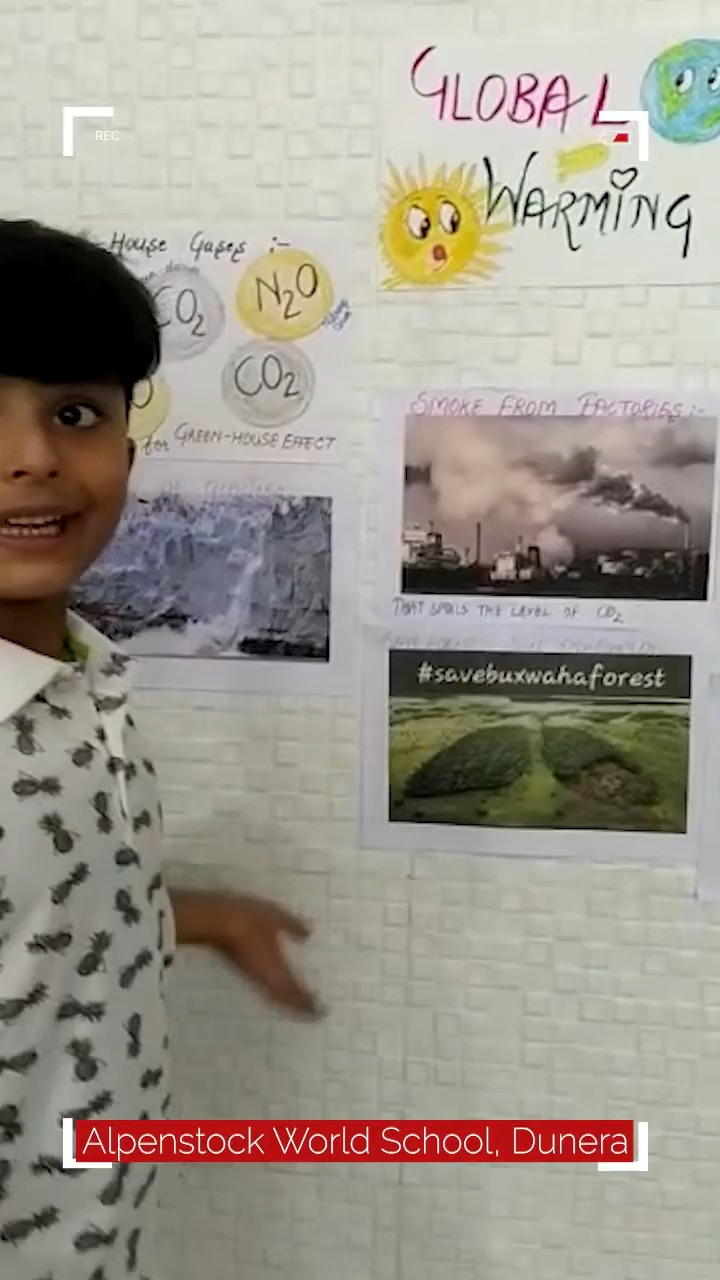 REC
GLOBAL
WARMING
House Gases :-
CO2
N2O
CO2
O
for GREEN-HOUSE EFFECT
SMOKE FROM FACTORIES:-
THAT SPOILS THE LEVEL OF CO2
#savebuxwahaforest
Alpenstock World School, Dunera